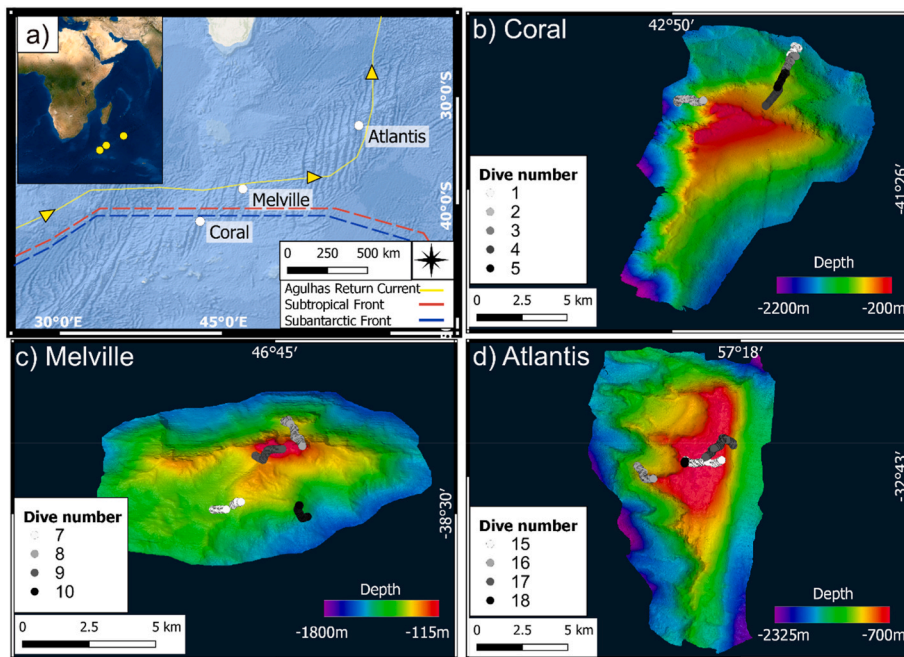 a)
Atlantis
Melville
Coral
30°0'S
40°0'S
0 250 500 km
Agulhas Return Current
Subtropical Front
Subantarctic Front
30°0'E
45°0'E
b) Coral
42°50'
-41°26'
Dive number
1
2
3
4
5
0 2.5 5 km
Depth
-2200m -200m
c) Melville
46°45'
-38°30'
Dive number
7
8
9
10
0 2.5 5 km
Depth
-1800m -115m
d) Atlantis
57°18'
-32°43'
Dive number
15
16
17
18
0 2.5 5 km
Depth
-2325m -700m